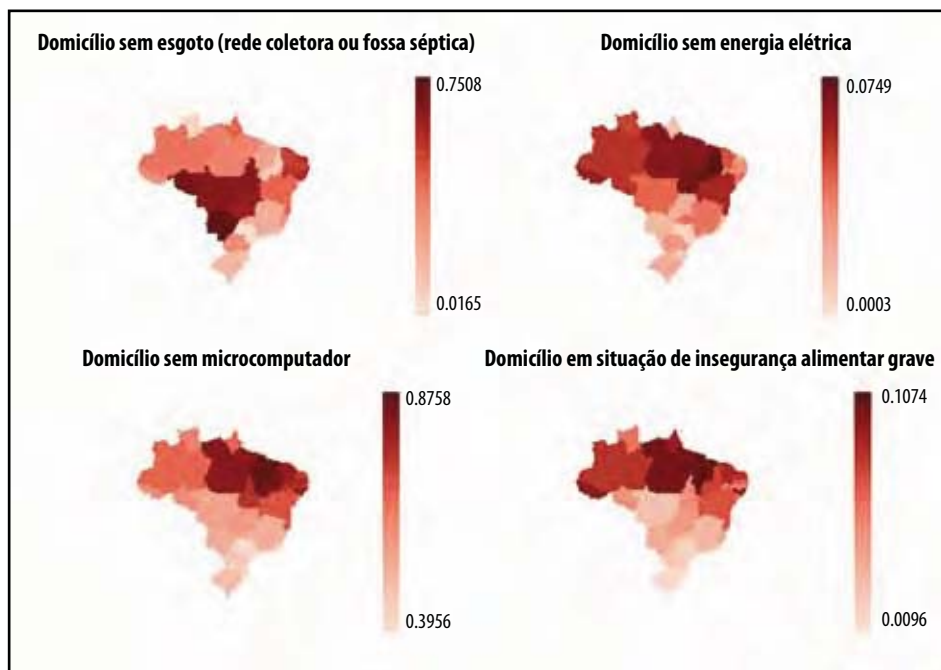 Domicílio sem esgoto (rede coletora ou fossa séptica)
0.7508
0.0165
Domicílio sem energia elétrica
0.0749
0.0003
Domicílio sem microcomputador
0.8758
0.3956
Domicílio em situação de insegurança alimentar grave
0.1074
0.0096